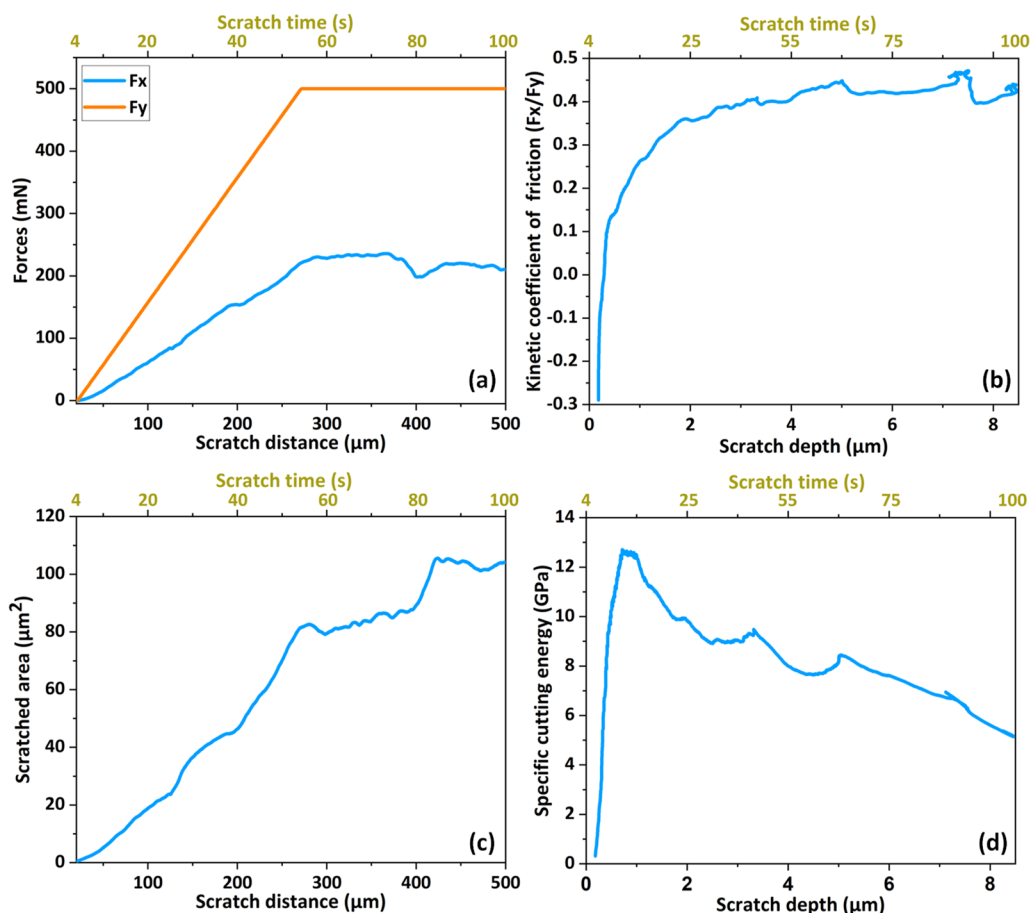 Scratch time (s)
4 20 40 60 80 100
Fx
Fy
500
400
300
200
100
0
Forces (mN)
(a)
100 200 300 400 500
Scratch distance (µm)
Scratch time (s)
4 25 55 75 100
0.5
0.4
0.3
0.2
0.1
0.0
-0.1
-0.2
-0.3
Kinetic coefficient of friction (Fx/Fy)
(b)
0 2 4 6 8
Scratch depth (µm)
Scratch time (s)
4 20 40 60 80 100
120
100
80
60
40
20
0
Scratched area (µm²)
(c)
100 200 300 400 500
Scratch distance (µm)
Scratch time (s)
4 25 55 75 100
14
12
10
8
6
4
2
0
Specific cutting energy (GPa)
(d)
0 2 4 6 8
Scratch depth (µm)